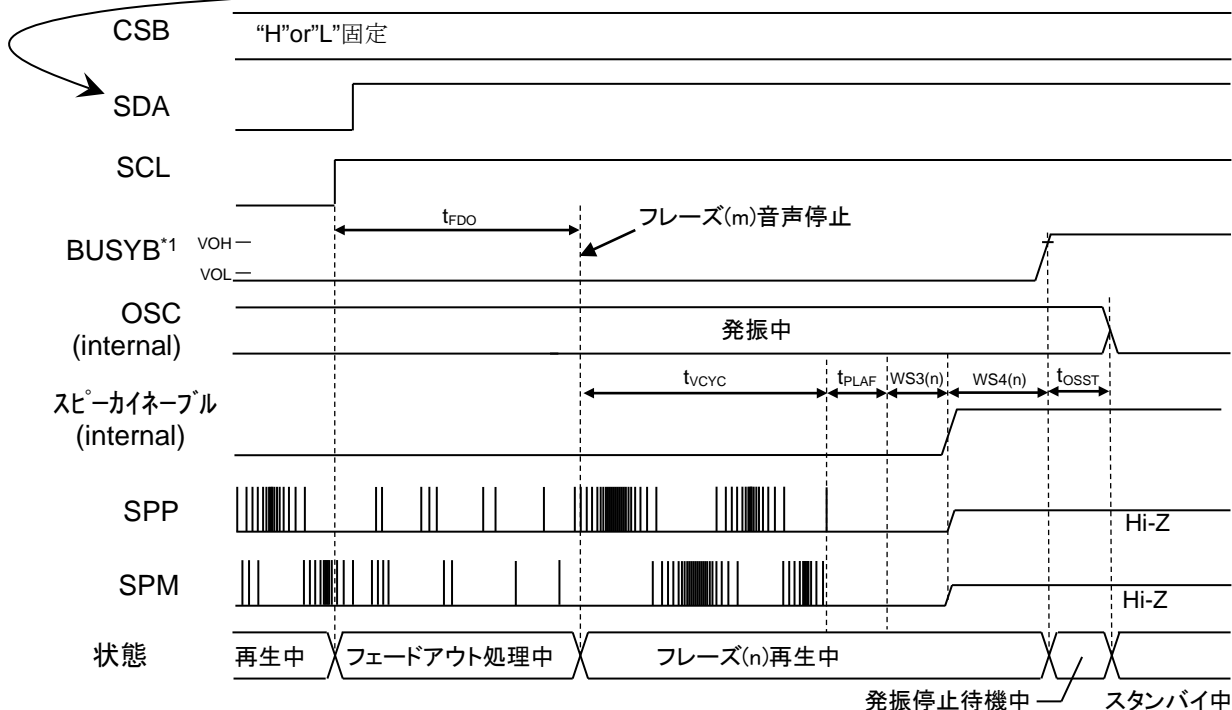 CSB
“H”or”L”固定
SDA
SCL
tFDO
フレーズ(m)音声停止
BUSYB*1
VOH
VOL
OSC
(internal)
発振中
tVCYC
tPLAF
WS3(n)
WS4(n)
tOSST
ｽﾋﾟｰｶｲﾈｰﾌﾞﾙ
(internal)
SPP
Hi-Z
SPM
Hi-Z
状態
再生中
フェードアウト処理中
フレーズ(n)再生中
発振停止待機中
スタンバイ中